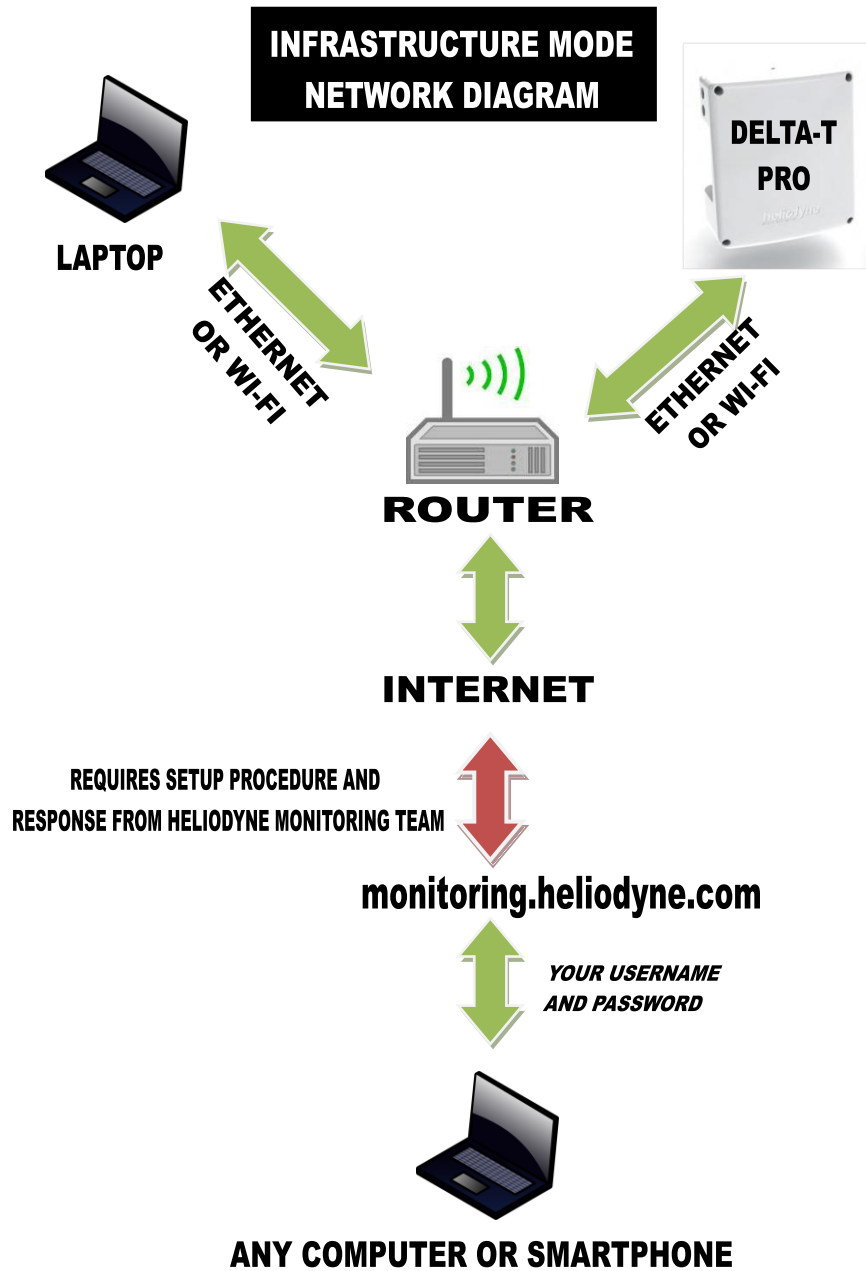 INFRASTRUCTURE MODE
NETWORK DIAGRAM
DELTA-T
PRO
heliodyne
LAPTOP
ETHERNET
OR WI-FI
ETHERNET
OR WI-FI
ROUTER
INTERNET
REQUIRES SETUP PROCEDURE AND
RESPONSE FROM HELIODYNE MONITORING TEAM
monitoring.heliodyne.com
YOUR USERNAME
AND PASSWORD
ANY COMPUTER OR SMARTPHONE